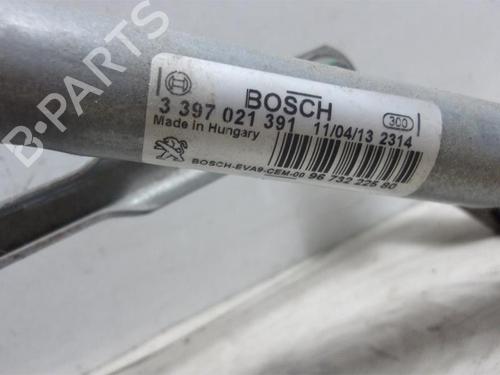 B-PARTS
BOSCH
3 397 021 391 11/04/13 2314
Made in Hungary
300
BOSCH-EVA9-CEM-00 96 732 225 80